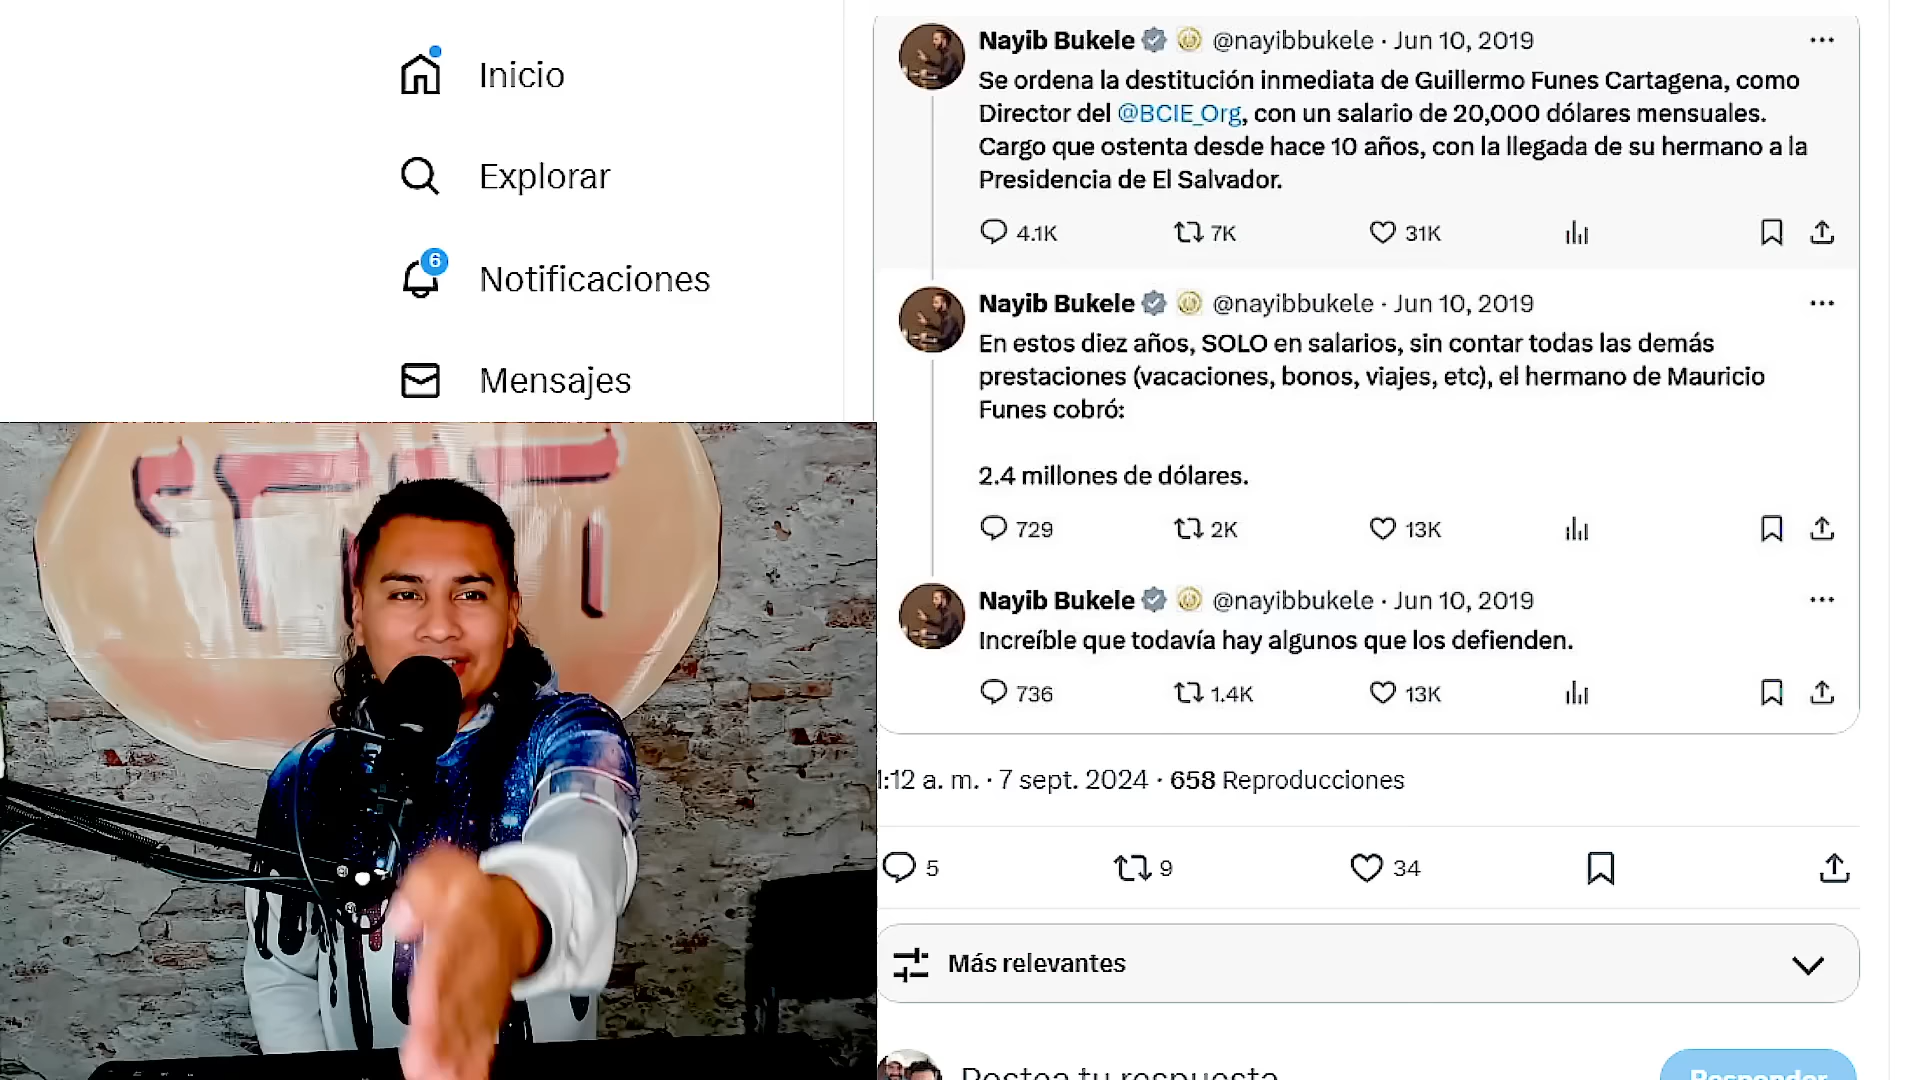 Inicio
Explorar
6
Notificaciones
Mensajes
Nayib Bukele @nayibbukele · Jun 10, 2019
Se ordena la destitución inmediata de Guillermo Funes Cartagena, como
Director del @BCIE_Org, con un salario de 20,000 dólares mensuales.
Cargo que ostenta desde hace 10 años, con la llegada de su hermano a la
Presidencia de El Salvador.
4.1K 7K 31K
Nayib Bukele @nayibbukele · Jun 10, 2019
En estos diez años, SOLO en salarios, sin contar todas las demás
prestaciones (vacaciones, bonos, viajes, etc), el hermano de Mauricio
Funes cobró:
2.4 millones de dólares.
729 2K 13K
Nayib Bukele @nayibbukele · Jun 10, 2019
Increíble que todavía hay algunos que los defienden.
736 1.4K 13K
:12 a. m. · 7 sept. 2024 · 658 Reproducciones
5 9 34
Más relevantes
Postea tu respuesta
Responder